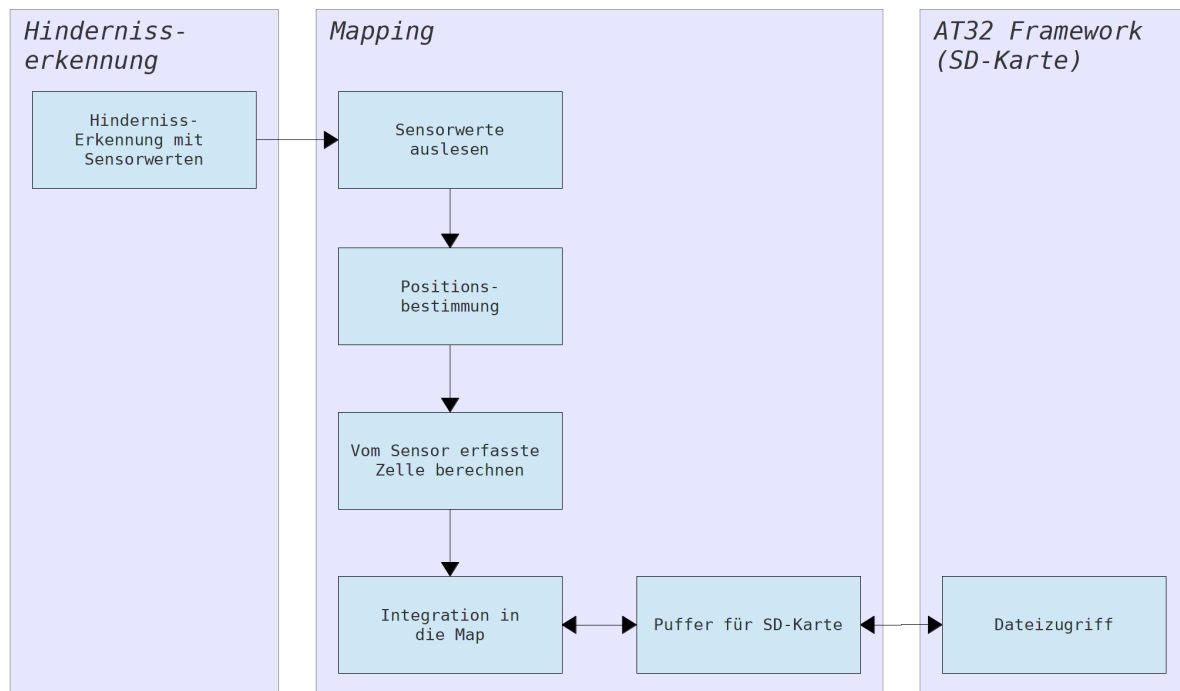 Hinderniss-
erkennung
Mapping
AT32 Framework
(SD-Karte)
Hinderniss-
Erkennung mit
Sensorwerten
Sensorwerte
auslesen
Positions-
bestimmung
Vom Sensor erfasste
Zelle berechnen
Integration in
die Map
Puffer für SD-Karte
Dateizugriff